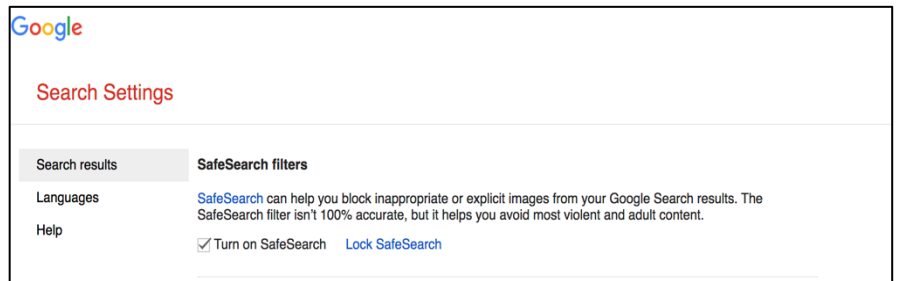 Google
Search Settings
Search results
Languages
Help
SafeSearch filters
SafeSearch can help you block inappropriate or explicit images from your Google Search results. The
SafeSearch filter isn't 100% accurate, but it helps you avoid most violent and adult content.
Turn on SafeSearch Lock SafeSearch